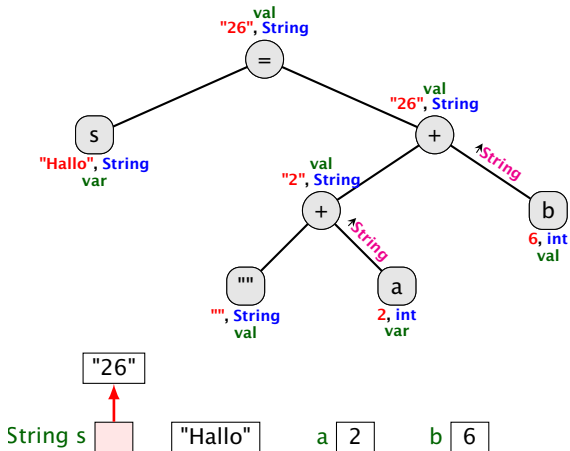 val
"26", String
=
val
"26", String
+
s
"Hallo", String
var
String
val
"2", String
+
b
6, int
val
String
""
"", String
val
a
2, int
var
"26"
String s "Hallo" a 2 b 6